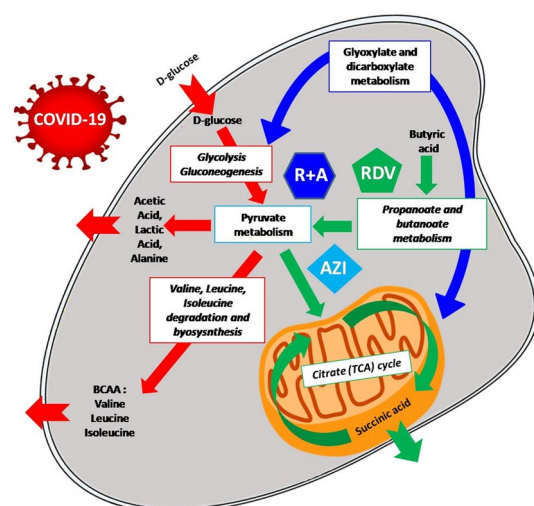 Glyoxylate and
dicarboxylate
metabolism
D-glucose
COVID-19
D-glucose
Butyric
acid
Glycolysis
Gluconeogenesis
R+A
RDV
Acetic
Acid,
Lactic
Acid,
Alanine
Pyruvate
metabolism
Propanoate and
butanoate
metabolism
AZI
Valine, Leucine,
Isoleucine
degradation and
byosynsthesis
Citrate (TCA) cycle
BCAA :
Valine
Leucine
Isoleucine
Succinic acid